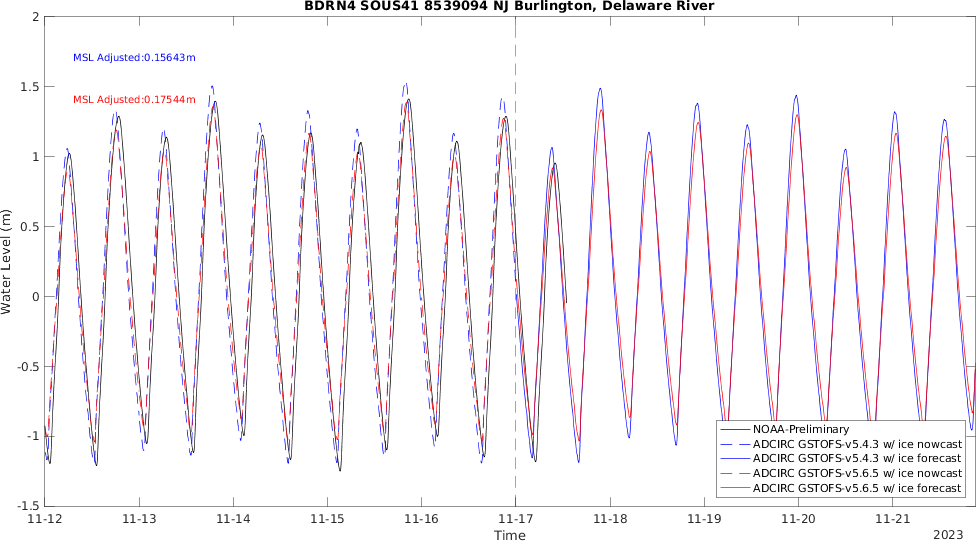 BDRN4 SOUS41 8539094 NJ Burlington, Delaware River
2
MSL Adjusted:0.15643m
1.5
MSL Adjusted:0.17544m
1
0.5
Water Level (m)
0
-0.5
-1
NOAA-Preliminary
ADCIRC GSTOFS-v5.4.3 w/ ice nowcast
ADCIRC GSTOFS-v5.4.3 w/ ice forecast
ADCIRC GSTOFS-v5.6.5 w/ ice nowcast
ADCIRC GSTOFS-v5.6.5 w/ ice forecast
-1.5
11-12 11-13 11-14 11-15 11-16 11-17 11-18 11-19 11-20 11-21
Time
2023